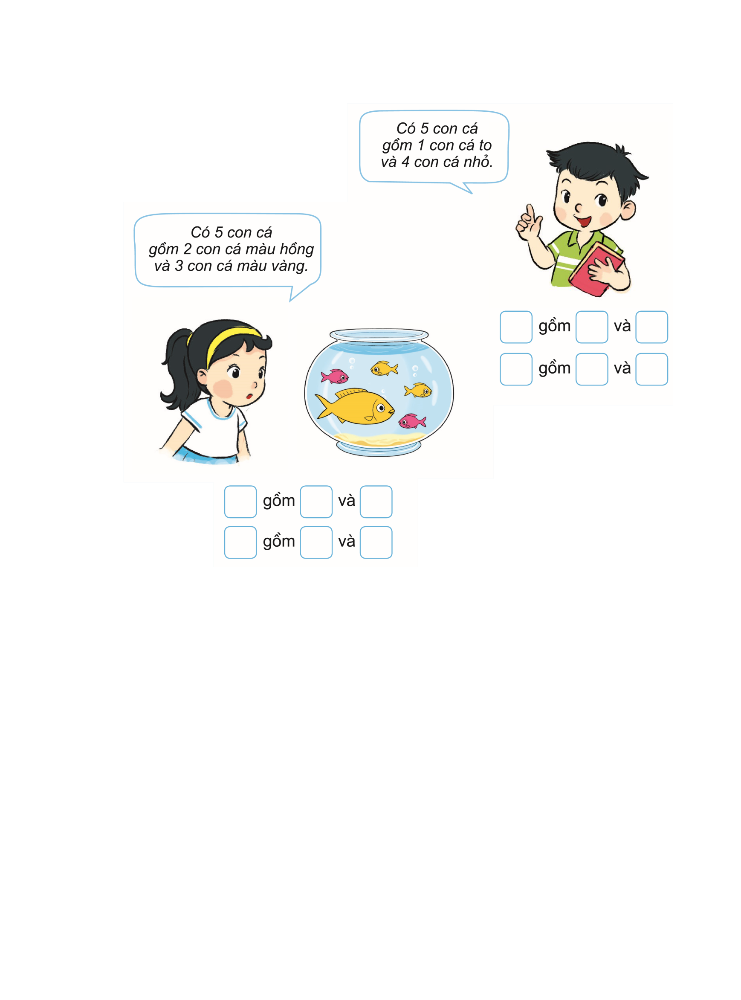 Có 5 con cá
gồm 1 con cá to
và 4 con cá nhỏ.
Có 5 con cá
gồm 2 con cá màu hồng
và 3 con cá màu vàng.
gồm và
gồm và
gồm và
gồm và